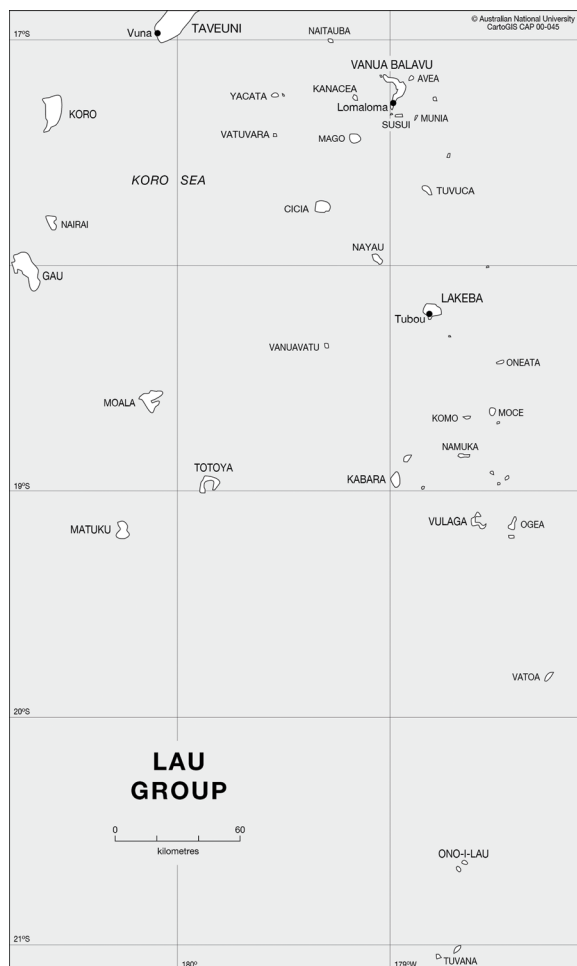 © Australian National University
CartoGIS CAP 00-045
17°S
Vuna
TAVEUNI
NAITAUBA
VANUA BALAVU
AVEA
KANACEA
YACATA
Lomaloma
KORO
SUSUI
MUNIA
VATUVARA
MAGO
KORO SEA
TUVUCA
CICIA
NAIRAI
NAYAU
GAU
LAKEBA
Tubou
VANUAVATU
ONEATA
MOALA
KOMO
MOCE
NAMUKA
TOTOYA
KABARA
19°S
MATUKU
VULAGA
OGEA
VATOA
20°S
LAU
GROUP
0 60
kilometres
ONO-I-LAU
21°S
TUVANA
180°
179°W